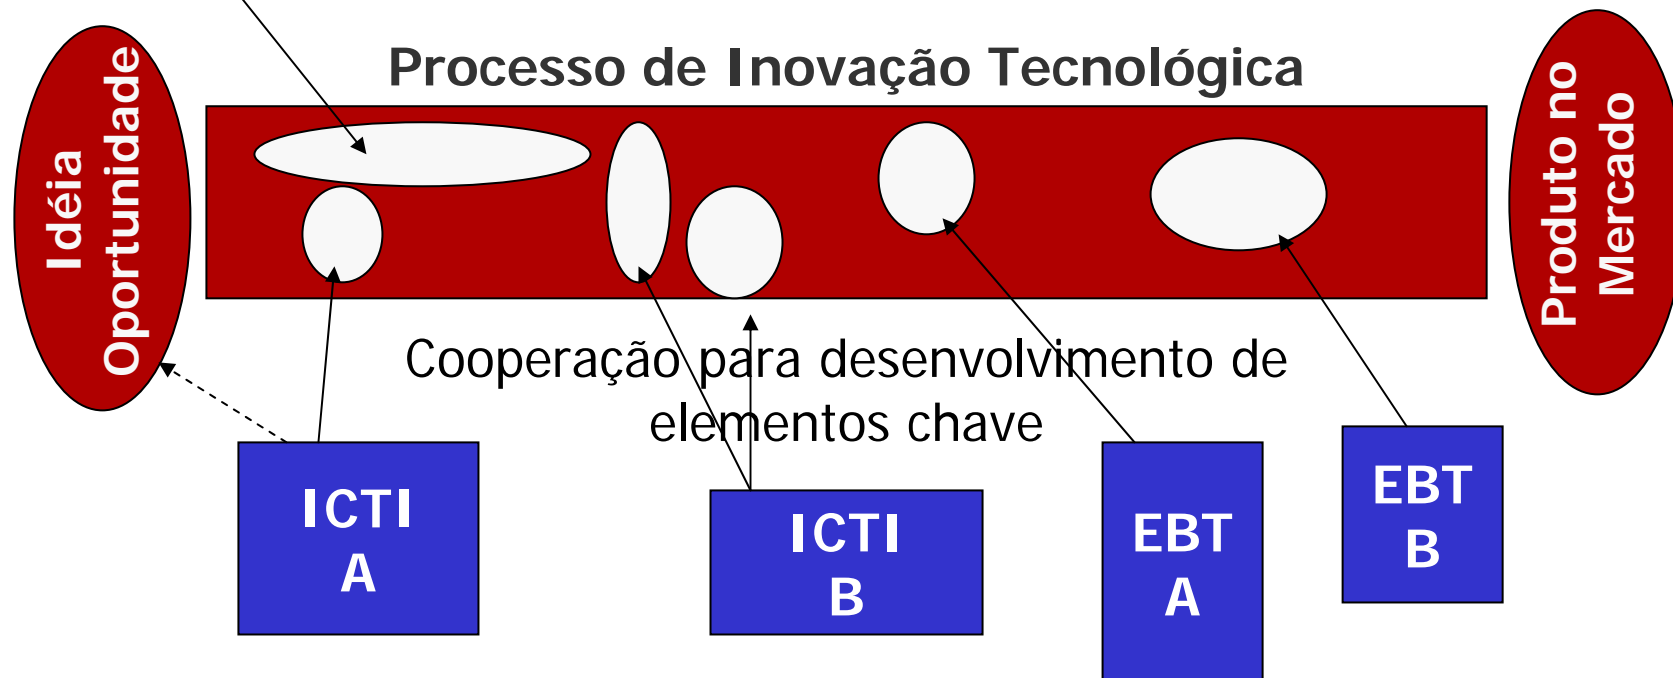 Processo de Inovação Tecnológica
Idéia
Oportunidade
Produto no
Mercado
Cooperação para desenvolvimento de
elementos chave
ICTI
A
ICTI
B
EBT
A
EBT
B